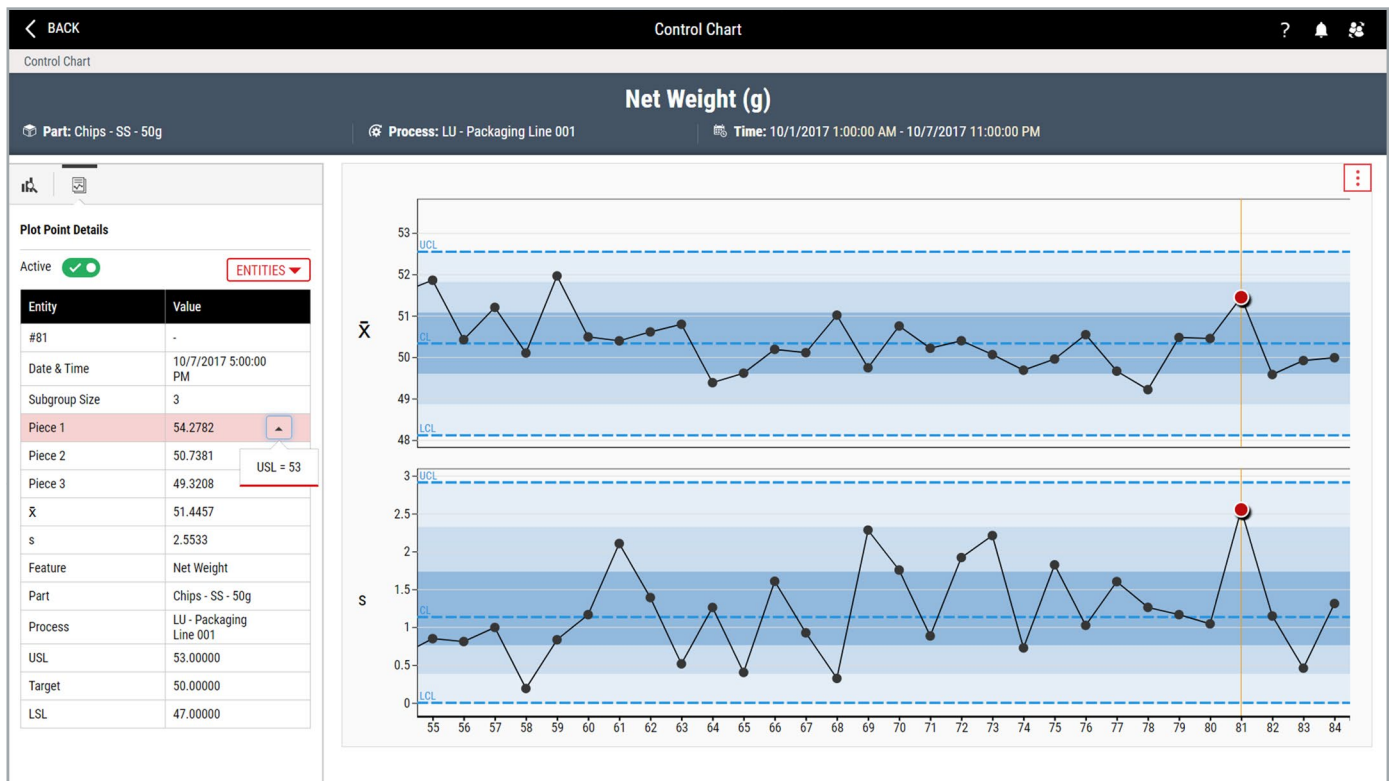 BACK
Control Chart
?
Control Chart
Net Weight (g)
Part: Chips - SS - 50g
Process: LU - Packaging Line 001
Time: 10/1/2017 1:00:00 AM - 10/7/2017 11:00:00 PM
Plot Point Details
Active
ENTITIES
Entity Value
#81 -
Date & Time 10/7/2017 5:00:00
PM
Subgroup Size 3
Piece 1 54.2782
Piece 2 50.7381
USL = 53
Piece 3 49.3208
x̄ 51.4457
s 2.5533
Feature Net Weight
Part Chips - SS - 50g
Process LU - Packaging
Line 001
USL 53.00000
Target 50.00000
LSL 47.00000
x̄
53
UCL
52
51
CL
50
49
LCL
48
s
3
UCL
2.5
2
1.5
CL
1
0.5
LCL
0
55 56 57 58 59 60 61 62 63 64 65 66 67 68 69 70 71 72 73 74 75 76 77 78 79 80 81 82 83 84